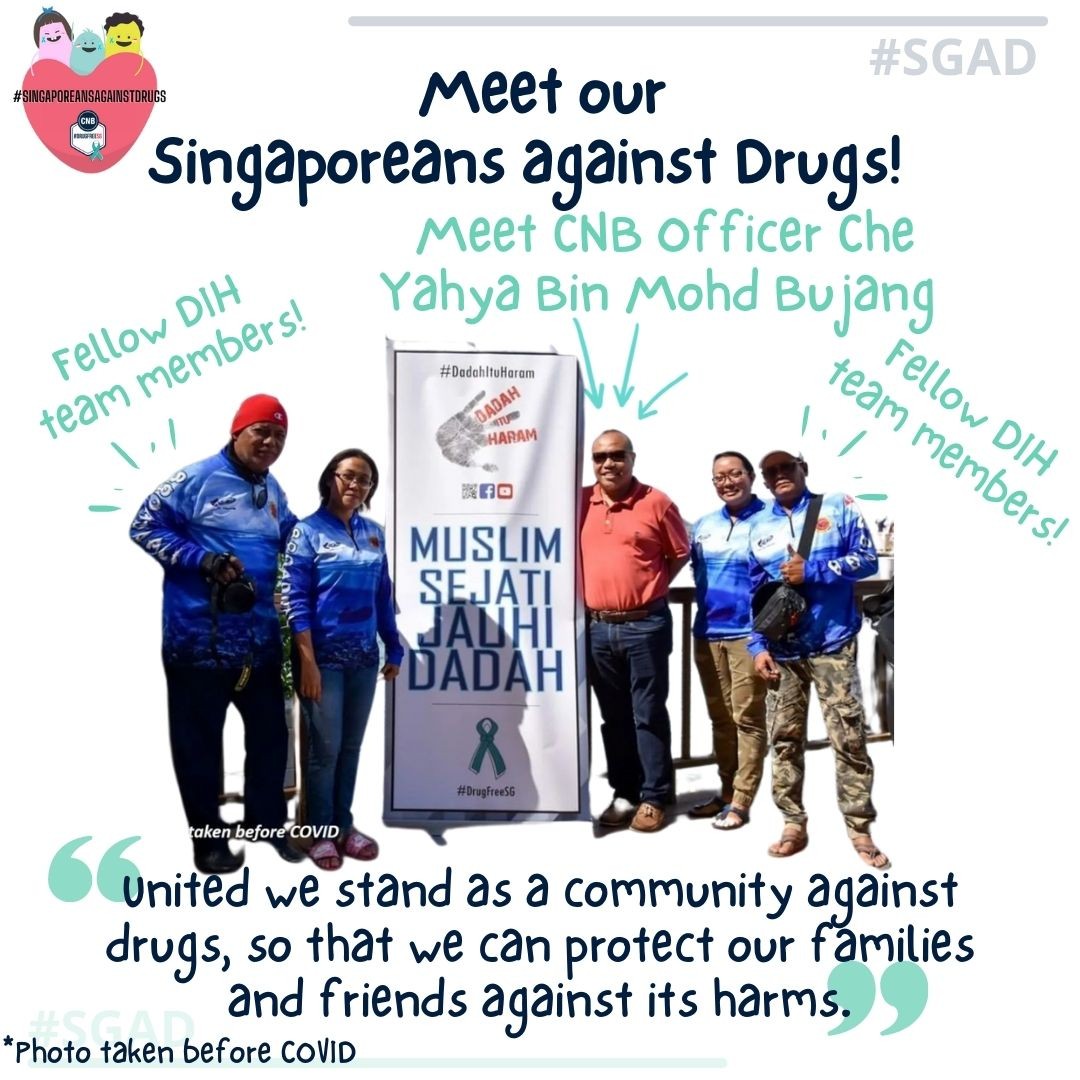 #SINGAPOREANSAGAINSTDRUGS
CNB
#DRUGFREESG
#SGAD
Meet our
Singaporeans against Drugs!
Meet CNB Officer Che
Yahya Bin Mohd Bujang
Fellow DIH
team members!
Fellow DIH
team members!
#DadahItuHaram
DADAH
ITU
HARAM
MUSLIM
SEJATI
JAUHI
DADAH
#DrugFreeSG
taken before COVID
United we stand as a community against
drugs, so that we can protect our families
and friends against its harms.
#SGAD
*Photo taken before COVID